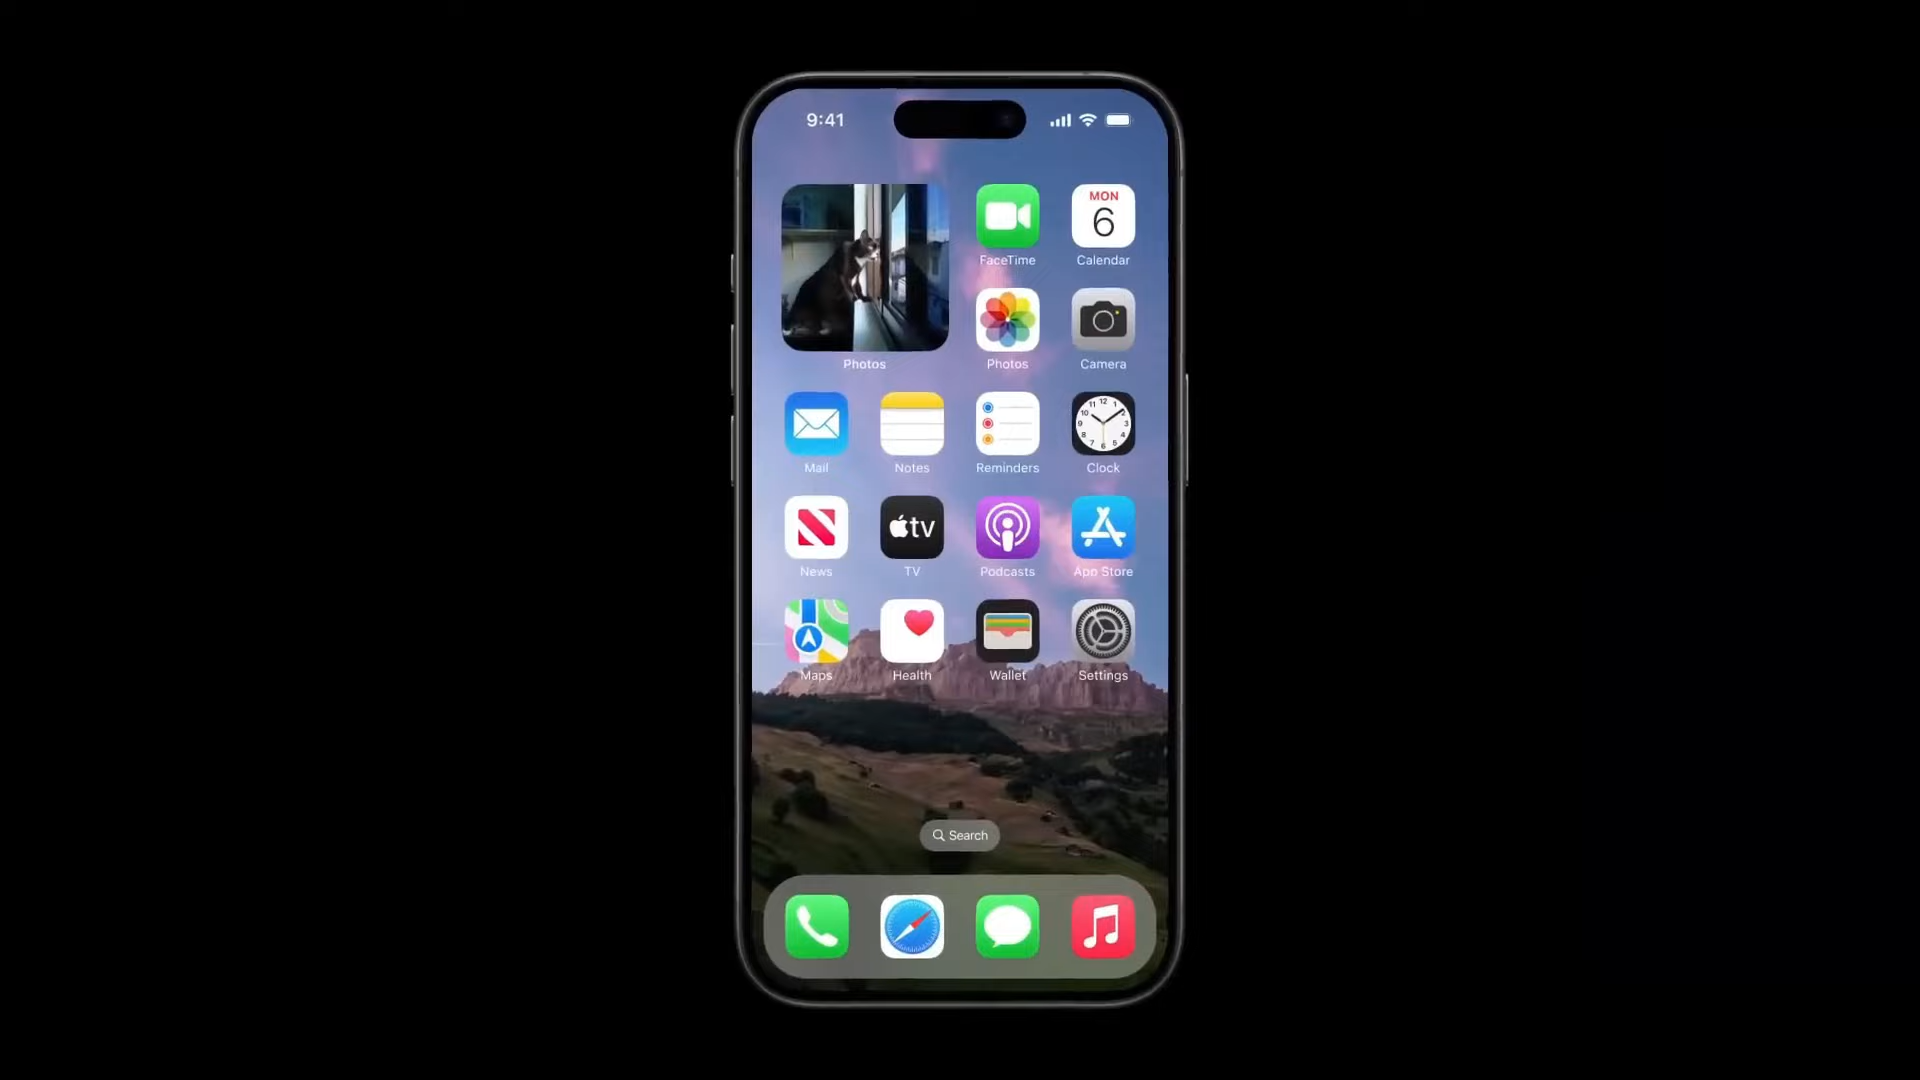 9:41
MON
6
FaceTime
Calendar
Photos
Photos
Camera
Mail
Notes
Reminders
Clock
tv
News
TV
Podcasts
App Store
Maps
Health
Wallet
Settings
Search